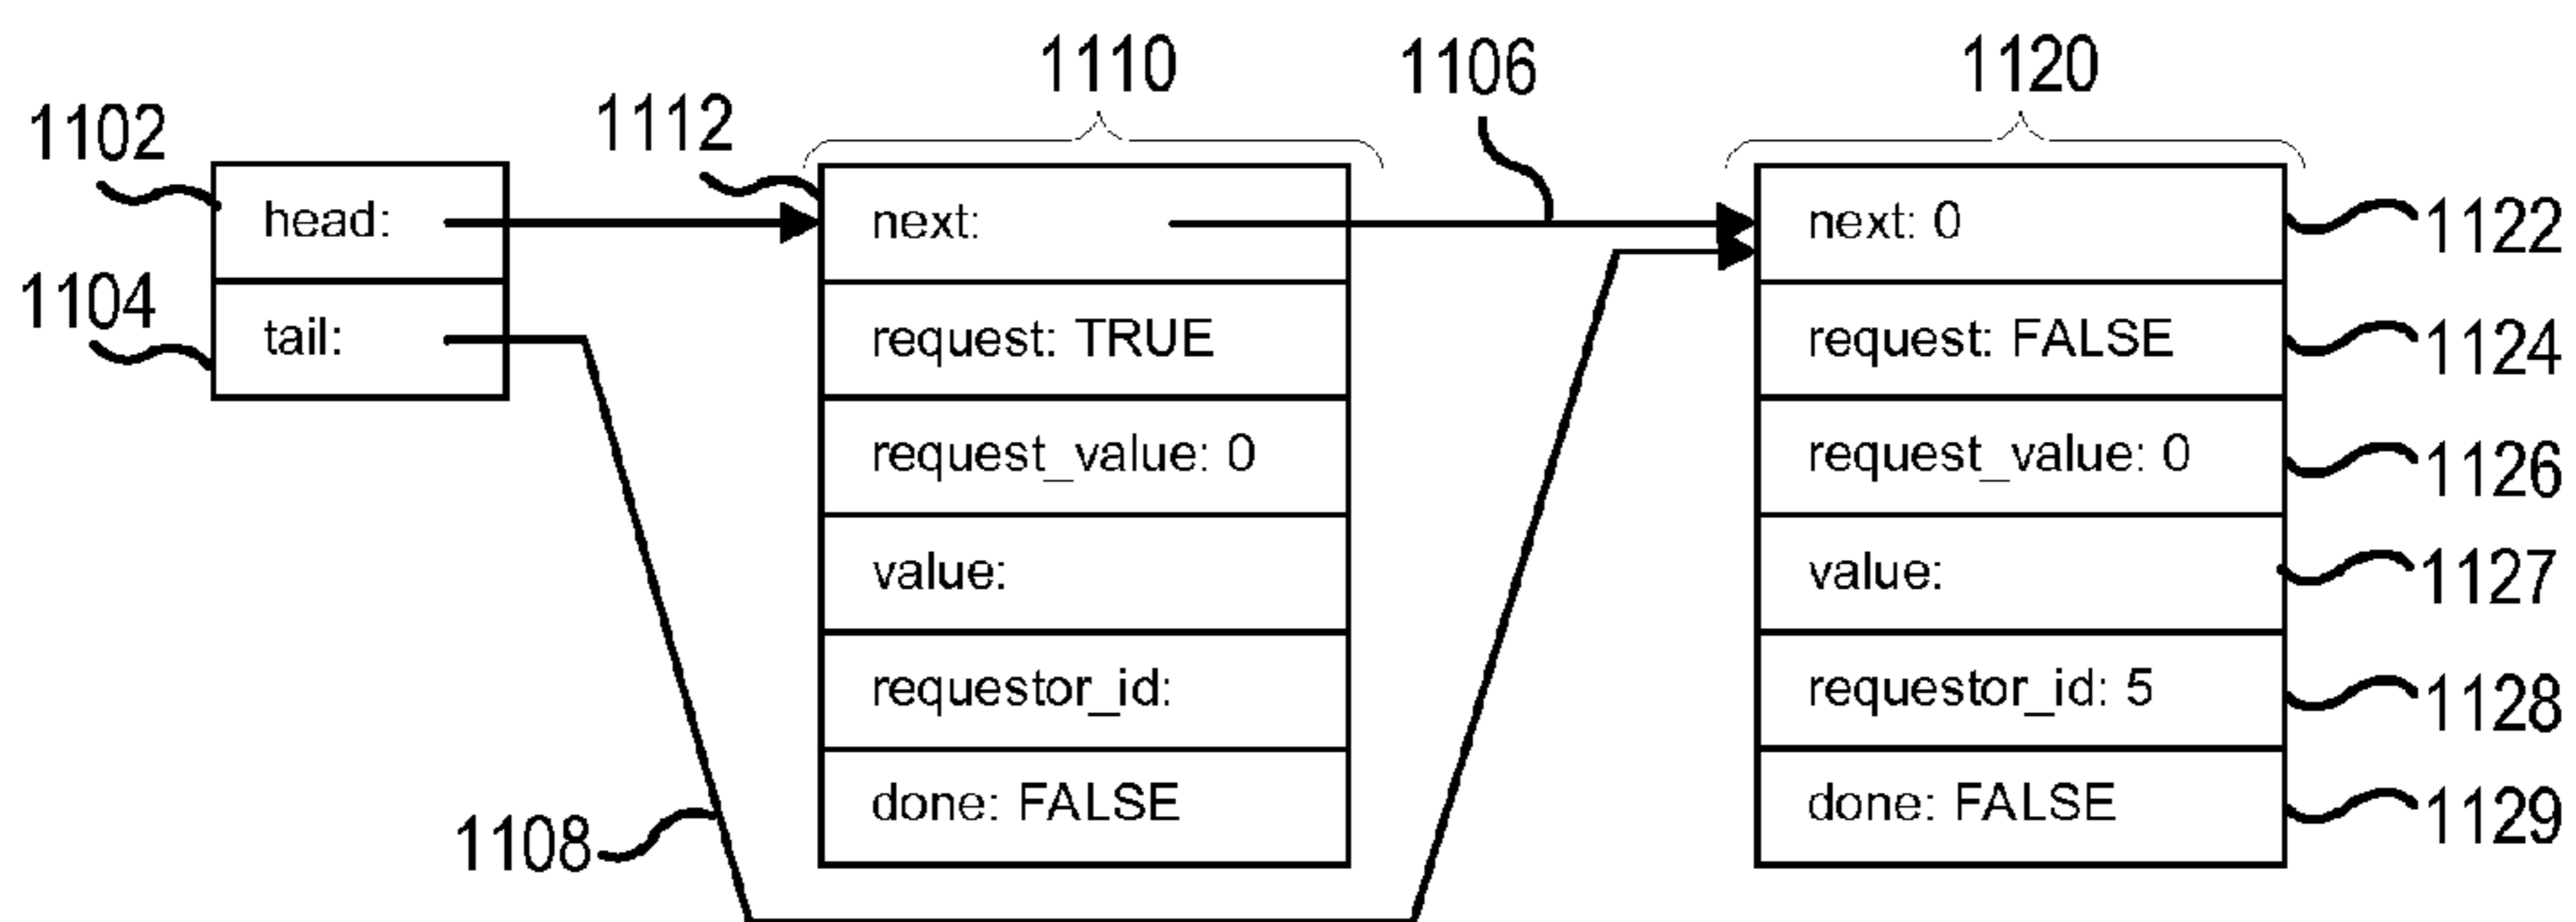 1110 1106 1120
1112
1102
head: next: next: 0 1122
1104 tail: request: TRUE request: FALSE 1124
request_value: 0 request_value: 0 1126
value: value: 1127
requestor_id: requestor_id: 5 1128
1108 done: FALSE done: FALSE 1129